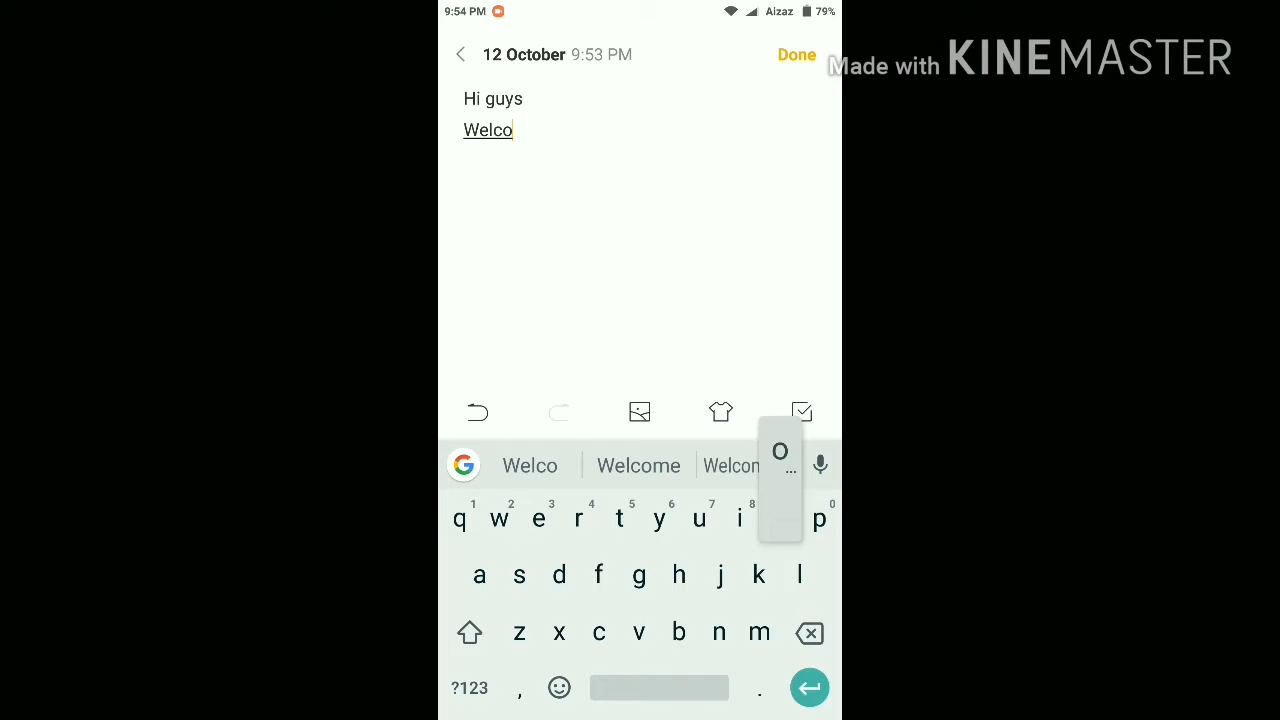 9:54 PM Aizaz 79%
12 October 9:53 PM Done
Made with KINEMASTER
Hi guys
Welco
Welco Welcome Welcom
o
...
1 2 3 4 5 6 7 8 0
q w e r t y u i p
a s d f g h j k l
z x c v b n m
?123 , .